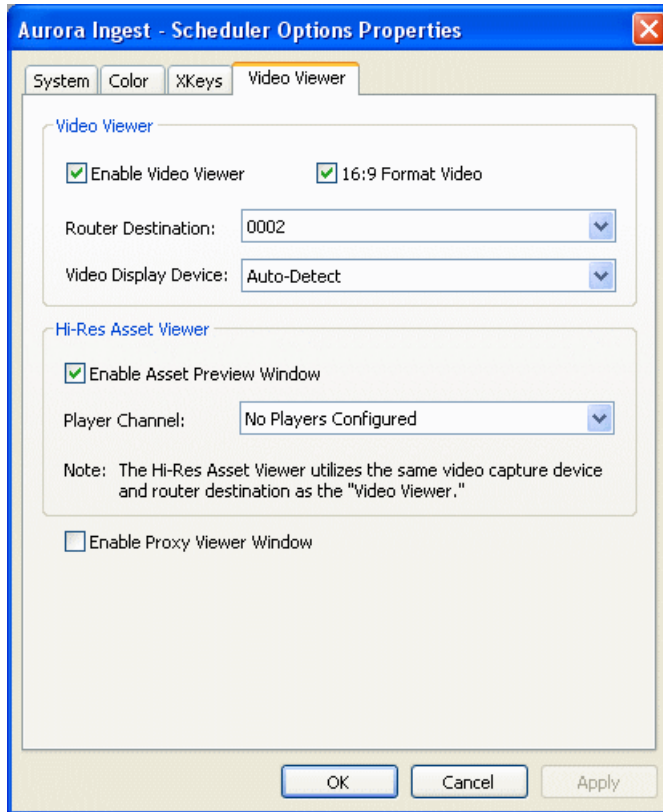 Aurora Ingest - Scheduler Options Properties
System Color XKeys Video Viewer
Video Viewer
Enable Video Viewer 16:9 Format Video
Router Destination: 0002
Video Display Device: Auto-Detect
Hi-Res Asset Viewer
Enable Asset Preview Window
Player Channel: No Players Configured
Note: The Hi-Res Asset Viewer utilizes the same video capture device
and router destination as the "Video Viewer."
Enable Proxy Viewer Window
OK Cancel Apply